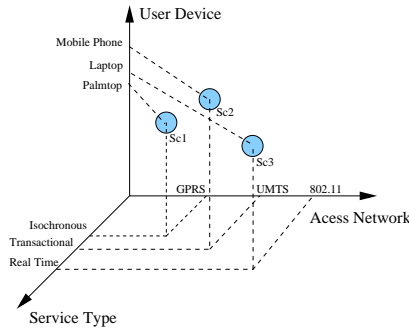 User Device
Mobile Phone
Laptop
Palmtop
Sc2
Sc1
Sc3
GPRS UMTS 802.11
Acess Network
Isochronous
Transactional
Real Time
Service Type